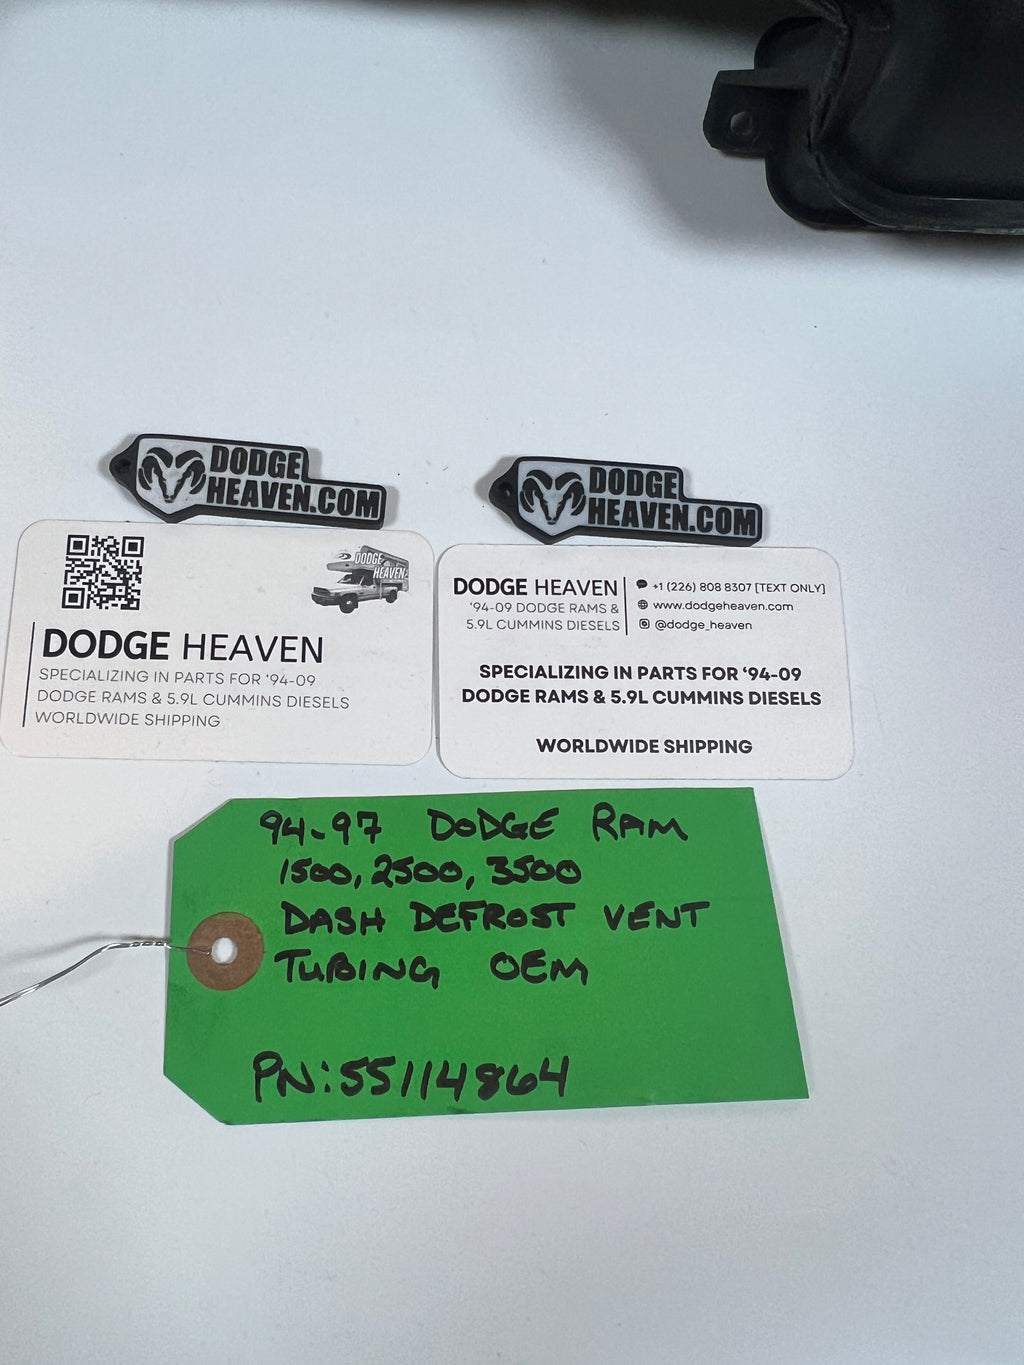 DODGE
HEAVEN.COM
DODGE
HEAVEN.COM
DODGE
HEAVEN
DODGE HEAVEN
SPECIALIZING IN PARTS FOR ‘94-09
DODGE RAMS & 5.9L CUMMINS DIESELS
WORLDWIDE SHIPPING
DODGE HEAVEN
‘94-09 DODGE RAMS &
5.9L CUMMINS DIESELS
+1 (226) 808 8307 [TEXT ONLY]
www.dodgeheaven.com
@dodge_heaven
SPECIALIZING IN PARTS FOR ‘94-09
DODGE RAMS & 5.9L CUMMINS DIESELS
WORLDWIDE SHIPPING
94-97 DODGE RAM
1500, 2500, 3500
DASH DEFROST VENT
TUBING OEM
PN: 55114864